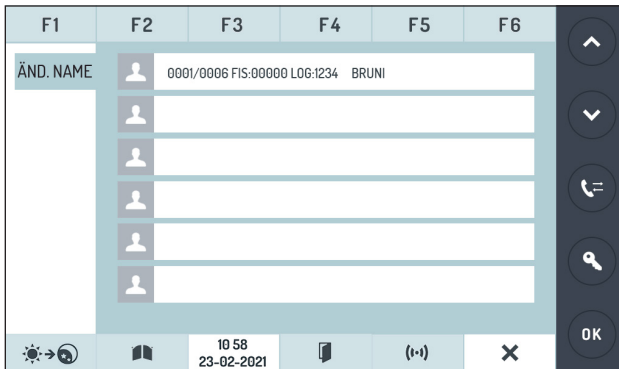 F1 F2 F3 F4 F5 F6
ÄND. NAME
0001/0006 FIS:00000 LOG:1234 BRUNI
10 58
23-02-2021
OK